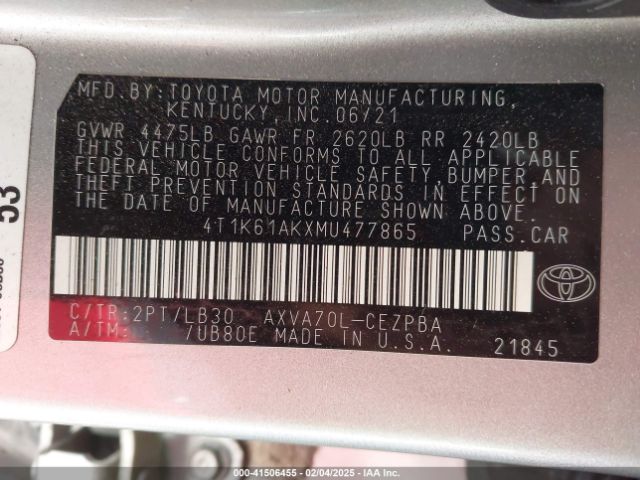 MFD.BY:TOYOTA MOTOR MANUFACTURING,
KENTUCKY,INC.06/21
GVWR 4475LB GAWR FR 2620LB RR 2420LB
THIS VEHICLE CONFORMS TO ALL APPLICABLE
FEDERAL MOTOR VEHICLE SAFETY, BUMPER AND
THEFT PREVENTION STANDARDS IN EFFECT ON
THE DATE OF MANUFACTURE SHOWN ABOVE.
4T1K61AKXMU477865 PASS.CAR
C/TR:2PT/LB30 AXVA70L-CEZPBA
A/TM: /UB80E MADE IN U.S.A. 21845
53
000-41506455 - 02/04/2025 - IAA Inc.